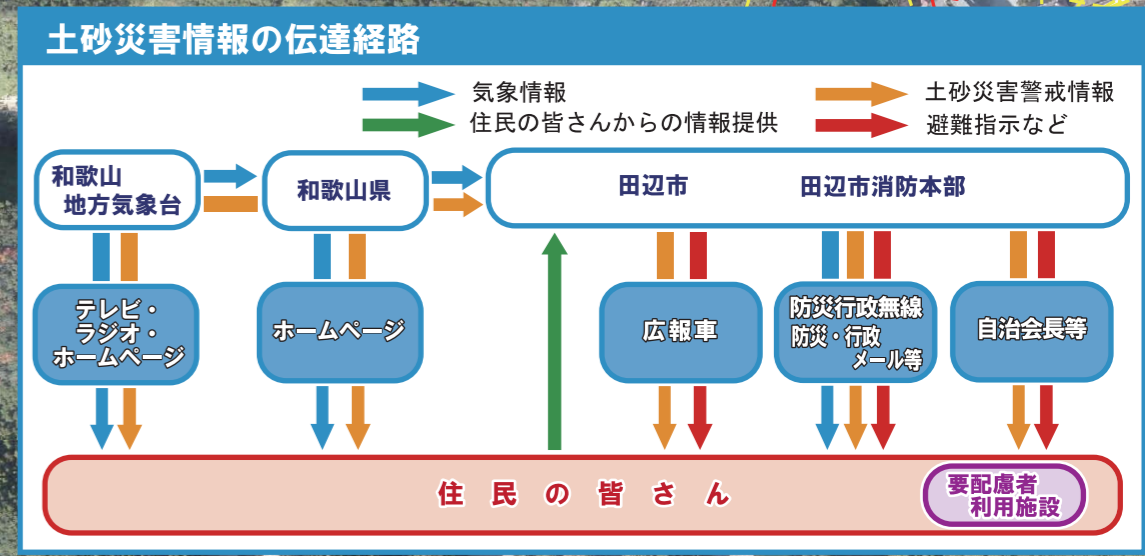 土砂災害情報の伝達経路
気象情報
土砂災害警戒情報
住民の皆さんからの情報提供
避難指示など
和歌山
地方気象台
和歌山県
田辺市
田辺市消防本部
テレビ・
ラジオ・
ホームページ
ホームページ
広報車
防災行政無線
防災・行政
メール等
自治会長等
住民の皆さん
要配慮者
利用施設